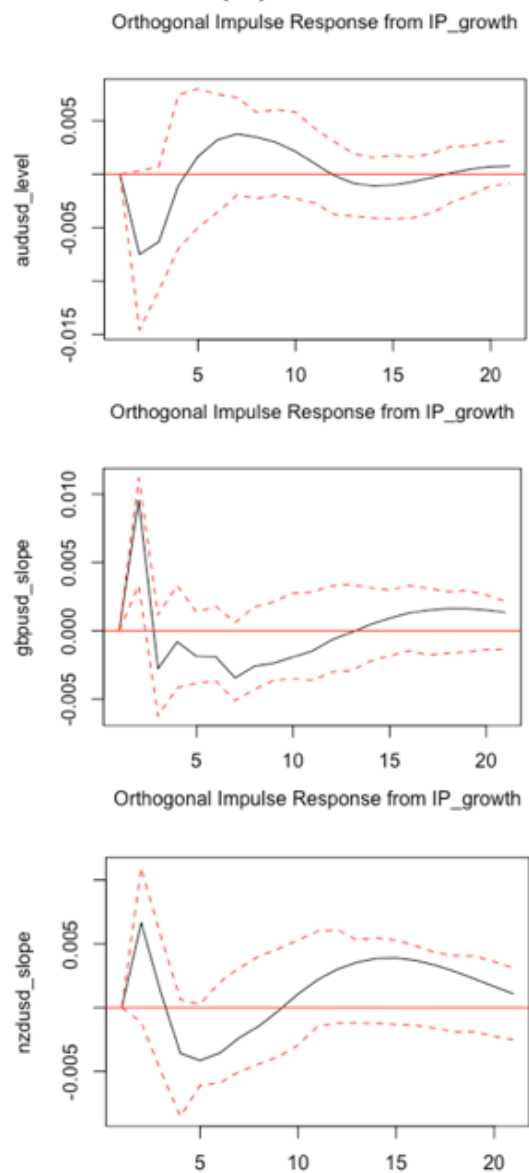 Orthogonal Impulse Response from IP_growth
audusd_level
0.005
-0.005
-0.015
5 10 15 20
Orthogonal Impulse Response from IP_growth
gbpusd_slope
0.010
0.005
0.000
-0.005
5 10 15 20
Orthogonal Impulse Response from IP_growth
nzdusd_slope
0.005
-0.005
5 10 15 20